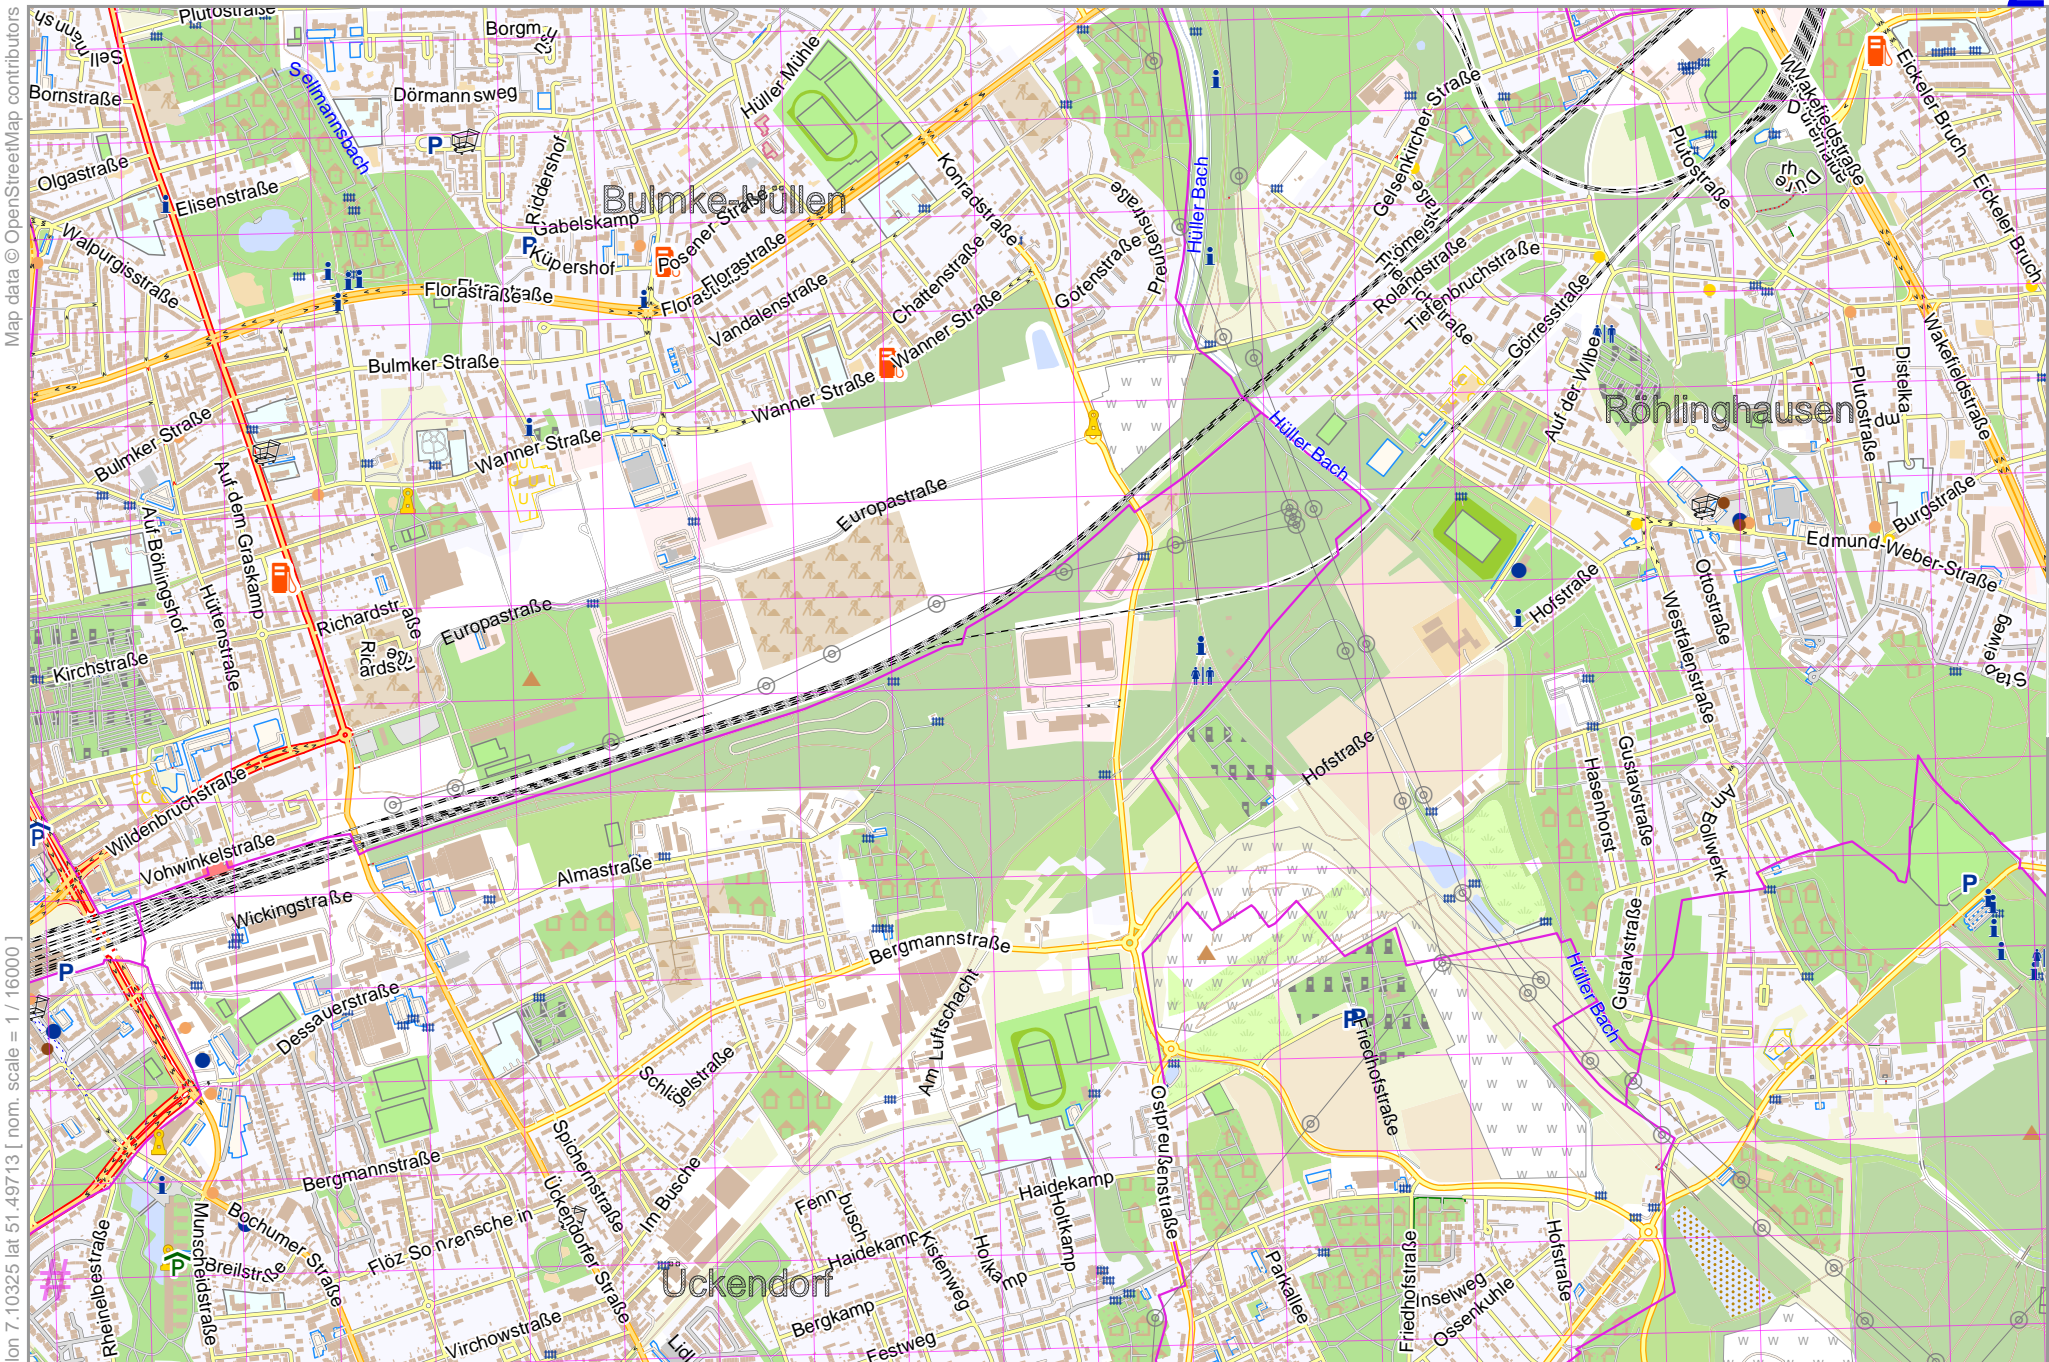 Map data © OpenStreetMap contributors
lon 7.10325 lat 51.49713 [ nom. scale = 1 / 16000 ]
Plutostraße
Bornstraße
Sellmannsbach
Dörmannsweg
Hüller Mühle
Olgastraße
Elisenstraße
Riddershof
Bulmke-Hüllen
Gabelskamp
Küpershof
Posener Straße
Florastraße
Konradstraße
Walpurgisstraße
Florastraße
Florastraße
Vandalenstraße
Chattenstraße
Wanner Straße
Gotenstraße
Preußenstraße
Hüller Bach
Gelsenkircher Straße
Plutostraße
Wakefieldstraße
Eickeler Bruch
Eickeler Bruch
Rolandstraße
Tiefenbruchstraße
Görresstraße
Auf der Wilbe
Röhlinghausen
Plutostraße
Wakefieldstraße
Burgstraße
Edmund-Weber-Straße
Bulmker Straße
Bulmker Straße
Wanner Straße
Wanner Straße
Hüller Bach
Auf dem Graskamp
Auf Böhlingshof
Hüttenstraße
Europastraße
Europastraße
Richardstraße
Kirchstraße
Hofstraße
Hofstraße
Ottostraße
Westfalenstraße
Gustavstraße
Hasenhorst
Am Bollwerk
Gustavstraße
Wildenbruchstraße
Vohwinkelstraße
Wickingstraße
Almastraße
Bergmannstraße
Dessauerstraße
Am Luftschacht
Schlägelstraße
Hüller Bach
Friedhofstraße
Ostpreußenstraße
Bergmannstraße
Spichernstraße
Ückendorfer Straße
Im Busche
Haidekamp
Haidekamp
Holtkamp
Kistenweg
Bergkamp
Festweg
Ückendorf
Virchowstraße
Flöz Sonnenschein
Bochumer Straße
Breilstraße
Munscheidstraße
Rheinelbestraße
Parkallee
Friedhofstraße
Inselweg
Ossenkuhle
Hofstraße